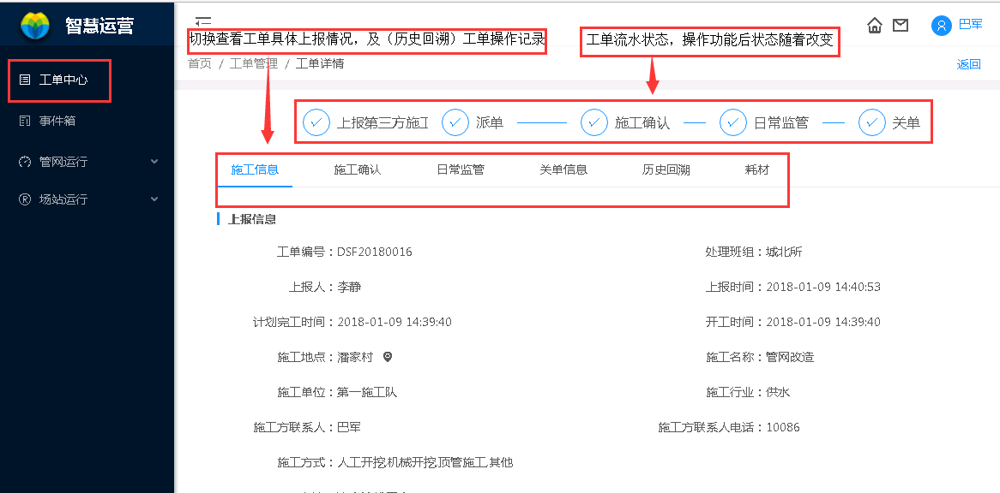 智慧运营
切换查看工单具体上报情况，及（历史回溯）工单操作记录
工单流水状态，操作功能后状态随着改变
巴军
首页 / 工单管理 / 工单详情
返回
工单中心
事件箱
管网运行
场站运行
上报第三方施工
派单
施工确认
日常监管
关单
施工信息
施工确认
日常监管
关单信息
历史回溯
耗材
上报信息
工单编号：DSF20180016
处理班组：城北所
上报人：李静
上报时间：2018-01-09 14:40:53
计划完工时间：2018-01-09 14:39:40
开工时间：2018-01-09 14:39:40
施工地点：潘家村
施工名称：管网改造
施工单位：第一施工队
施工行业：供水
施工方联系人：巴军
施工方联系人电话：10086
施工方式：人工开挖,机械开挖,顶管施工,其他